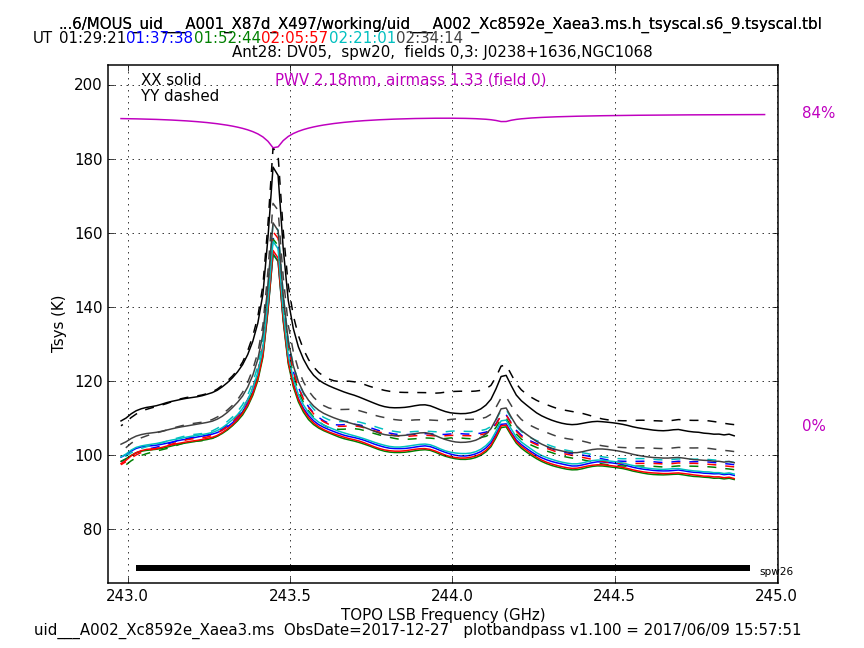 ...6/MOUS_uid___A001_X87d_X497/working/uid___A002_Xc8592e_Xaea3.ms.h_tsyscal.s6_9.tsyscal.tbl
UT 01:29:21 01:37:38 01:52:44 02:05:57 02:21:01 02:34:14
Ant28: DV05, spw20, fields 0,3: J0238+1636,NGC1068
XX solid
PWV 2.18mm, airmass 1.33 (field 0)
YY dashed
200
180
160
140
120
100
80
Tsys (K)
84%
0%
spw26
243.0 243.5 244.0 244.5 245.0
TOPO LSB Frequency (GHz)
uid___A002_Xc8592e_Xaea3.ms ObsDate=2017-12-27 plotbandpass v1.100 = 2017/06/09 15:57:51